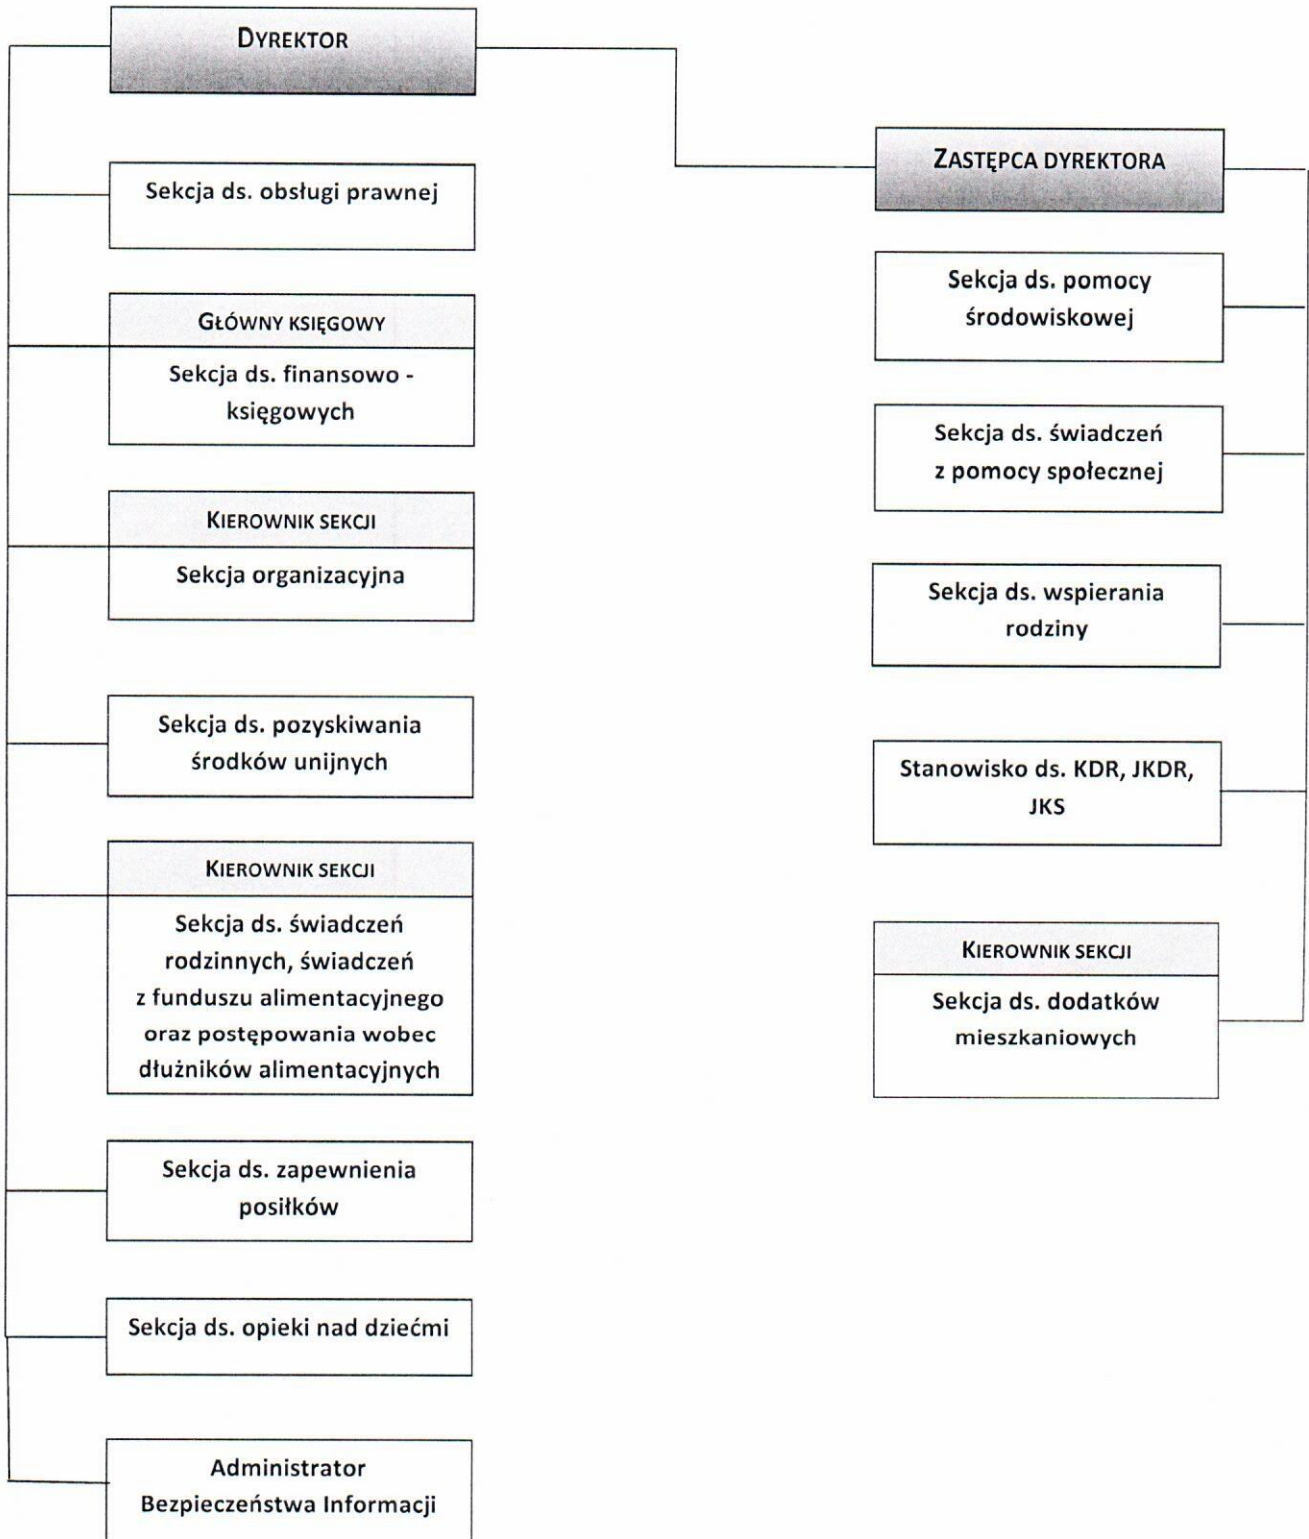 DYREKTOR
Sekcja ds. obsługi prawnej
GŁÓWNY KSIĘGOWY
Sekcja ds. finansowo -
księgowych
KIEROWNIK SEKCJI
Sekcja organizacyjna
Sekcja ds. pozyskiwania
środków unijnych
KIEROWNIK SEKCJI
Sekcja ds. świadczeń
rodzinnych, świadczeń
z funduszu alimentacyjnego
oraz postępowania wobec
dłużników alimentacyjnych
Sekcja ds. zapewnienia
posiłków
Sekcja ds. opieki nad dziećmi
Administrator
Bezpieczeństwa Informacji
ZASTĘPCA DYREKTORA
Sekcja ds. pomocy
środowiskowej
Sekcja ds. świadczeń
z pomocy społecznej
Sekcja ds. wspierania
rodziny
Stanowisko ds. KDR, JKDR,
JKS
KIEROWNIK SEKCJI
Sekcja ds. dodatków
mieszkaniowych